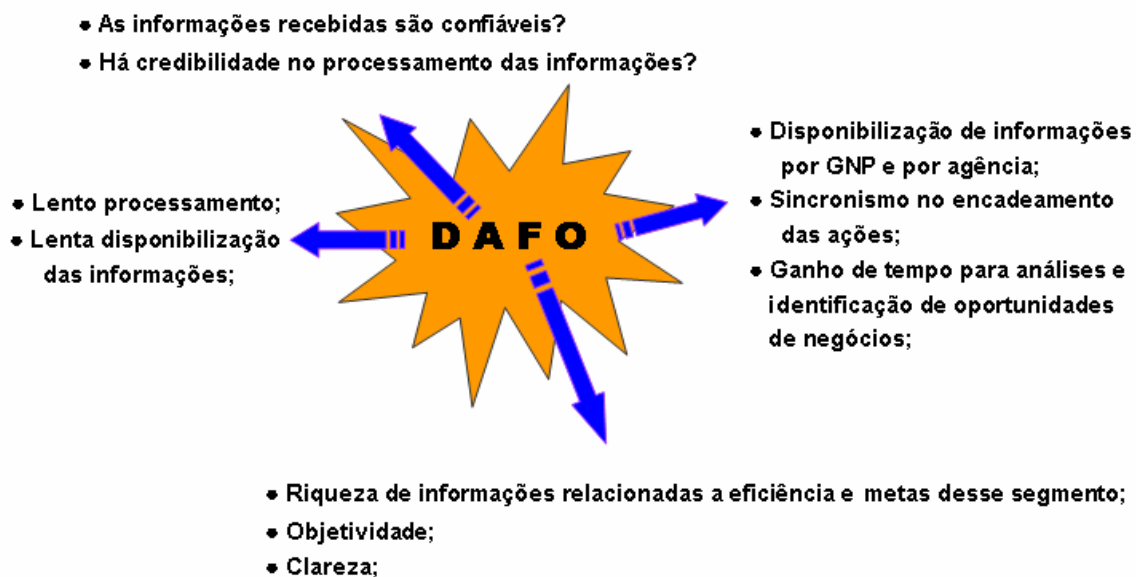 ● As informações recebidas são confiáveis?
● Há credibilidade no processamento das informações?
● Lento processamento;
● Lenta disponibilização
das informações;
D A F O
● Disponibilização de informações
por GNP e por agência;
● Sincronismo no encadeamento
das ações;
● Ganho de tempo para análises e
identificação de oportunidades
de negócios;
● Riqueza de informações relacionadas a eficiência e metas desse segmento;
● Objetividade;
● Clareza;